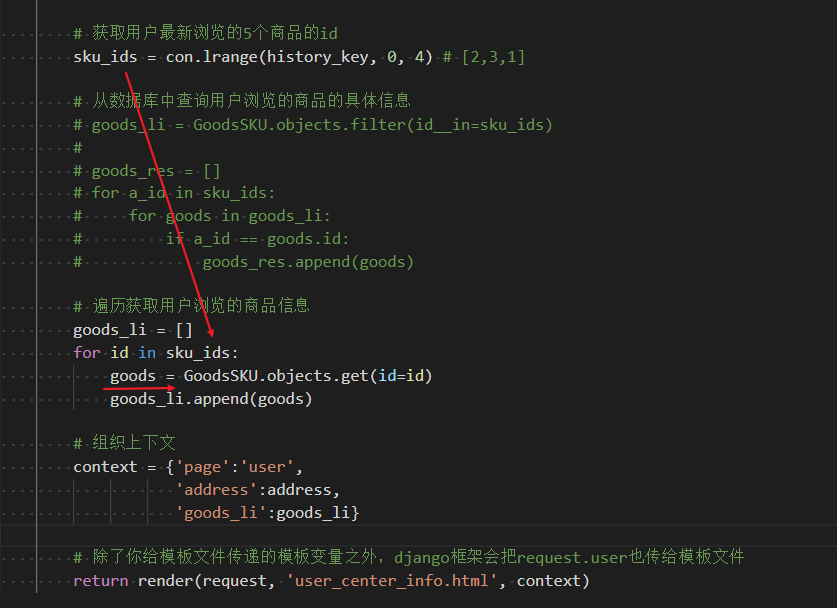 # 获取用户最新浏览的5个商品的id
sku_ids = con.lrange(history_key, 0, 4) # [2,3,1]
# 从数据库中查询用户浏览的商品的具体信息
# goods_li = GoodsSKU.objects.filter(id__in=sku_ids)
#
# goods_res = []
# for a_id in sku_ids:
#     for goods in goods_li:
#         if a_id == goods.id:
#             goods_res.append(goods)
# 遍历获取用户浏览的商品信息
goods_li = []
for id in sku_ids:
    goods = GoodsSKU.objects.get(id=id)
    goods_li.append(goods)
# 组织上下文
context = {'page':'user',
           'address':address,
           'goods_li':goods_li}
# 除了你给模板文件传递的模板变量之外，django框架会把request.user也传给模板文件
return render(request, 'user_center_info.html', context)